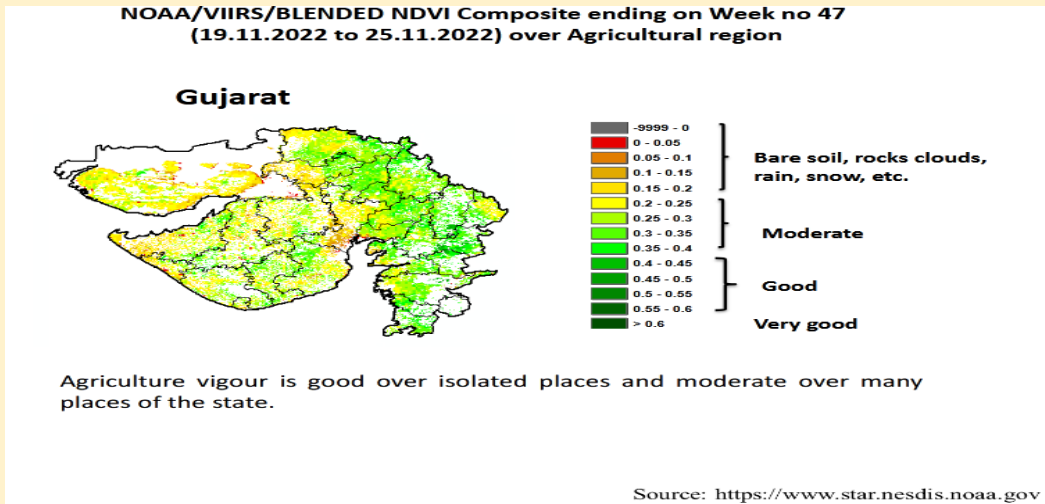 NOAA/VIIRS/BLENDED NDVI Composite ending on Week no 47
(19.11.2022 to 25.11.2022) over Agricultural region
Gujarat
-9999 - 0
0 - 0.05
0.05 - 0.1
0.1 - 0.15
0.15 - 0.2
0.2 - 0.25
0.25 - 0.3
0.3 - 0.35
0.35 - 0.4
0.4 - 0.45
0.45 - 0.5
0.5 - 0.55
0.55 - 0.6
> 0.6
Bare soil, rocks clouds,
rain, snow, etc.
Moderate
Good
Very good
Agriculture vigour is good over isolated places and moderate over many
places of the state.
Source: https://www.star.nesdis.noaa.gov